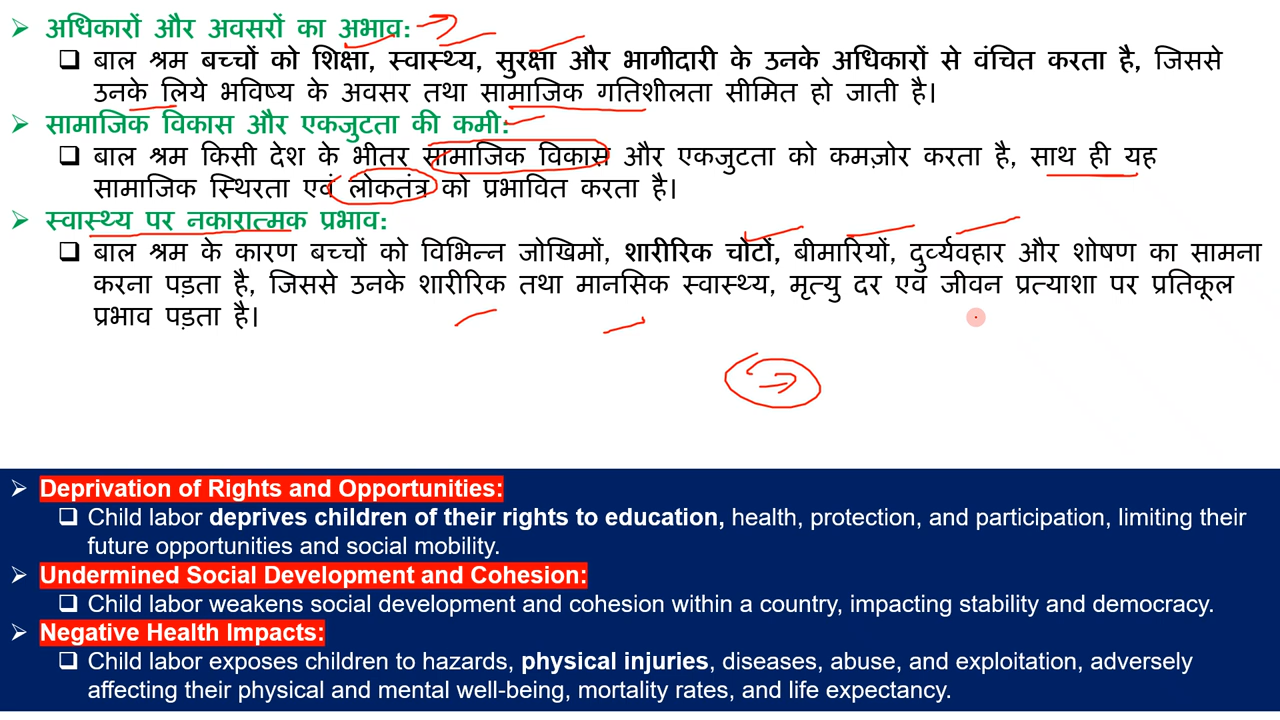 ➢ अधिकारों और अवसरों का अभाव:
❑ बाल श्रम बच्चों को शिक्षा, स्वास्थ्य, सुरक्षा और भागीदारी के उनके अधिकारों से वंचित करता है, जिससे
उनके लिये भविष्य के अवसर तथा सामाजिक गतिशीलता सीमित हो जाती है।
➢ सामाजिक विकास और एकजुटता की कमी:
❑ बाल श्रम किसी देश के भीतर सामाजिक विकास और एकजुटता को कमज़ोर करता है, साथ ही यह
सामाजिक स्थिरता एवं लोकतंत्र को प्रभावित करता है।
➢ स्वास्थ्य पर नकारात्मक प्रभाव:
❑ बाल श्रम के कारण बच्चों को विभिन्न जोखिमों, शारीरिक चोटों, बीमारियों, दुर्व्यवहार और शोषण का सामना
करना पड़ता है, जिससे उनके शारीरिक तथा मानसिक स्वास्थ्य, मृत्यु दर एवं जीवन प्रत्याशा पर प्रतिकूल
प्रभाव पड़ता है।
➢ Deprivation of Rights and Opportunities:
❑ Child labor deprives children of their rights to education, health, protection, and participation, limiting their
future opportunities and social mobility.
➢ Undermined Social Development and Cohesion:
❑ Child labor weakens social development and cohesion within a country, impacting stability and democracy.
➢ Negative Health Impacts:
❑ Child labor exposes children to hazards, physical injuries, diseases, abuse, and exploitation, adversely
affecting their physical and mental well-being, mortality rates, and life expectancy.